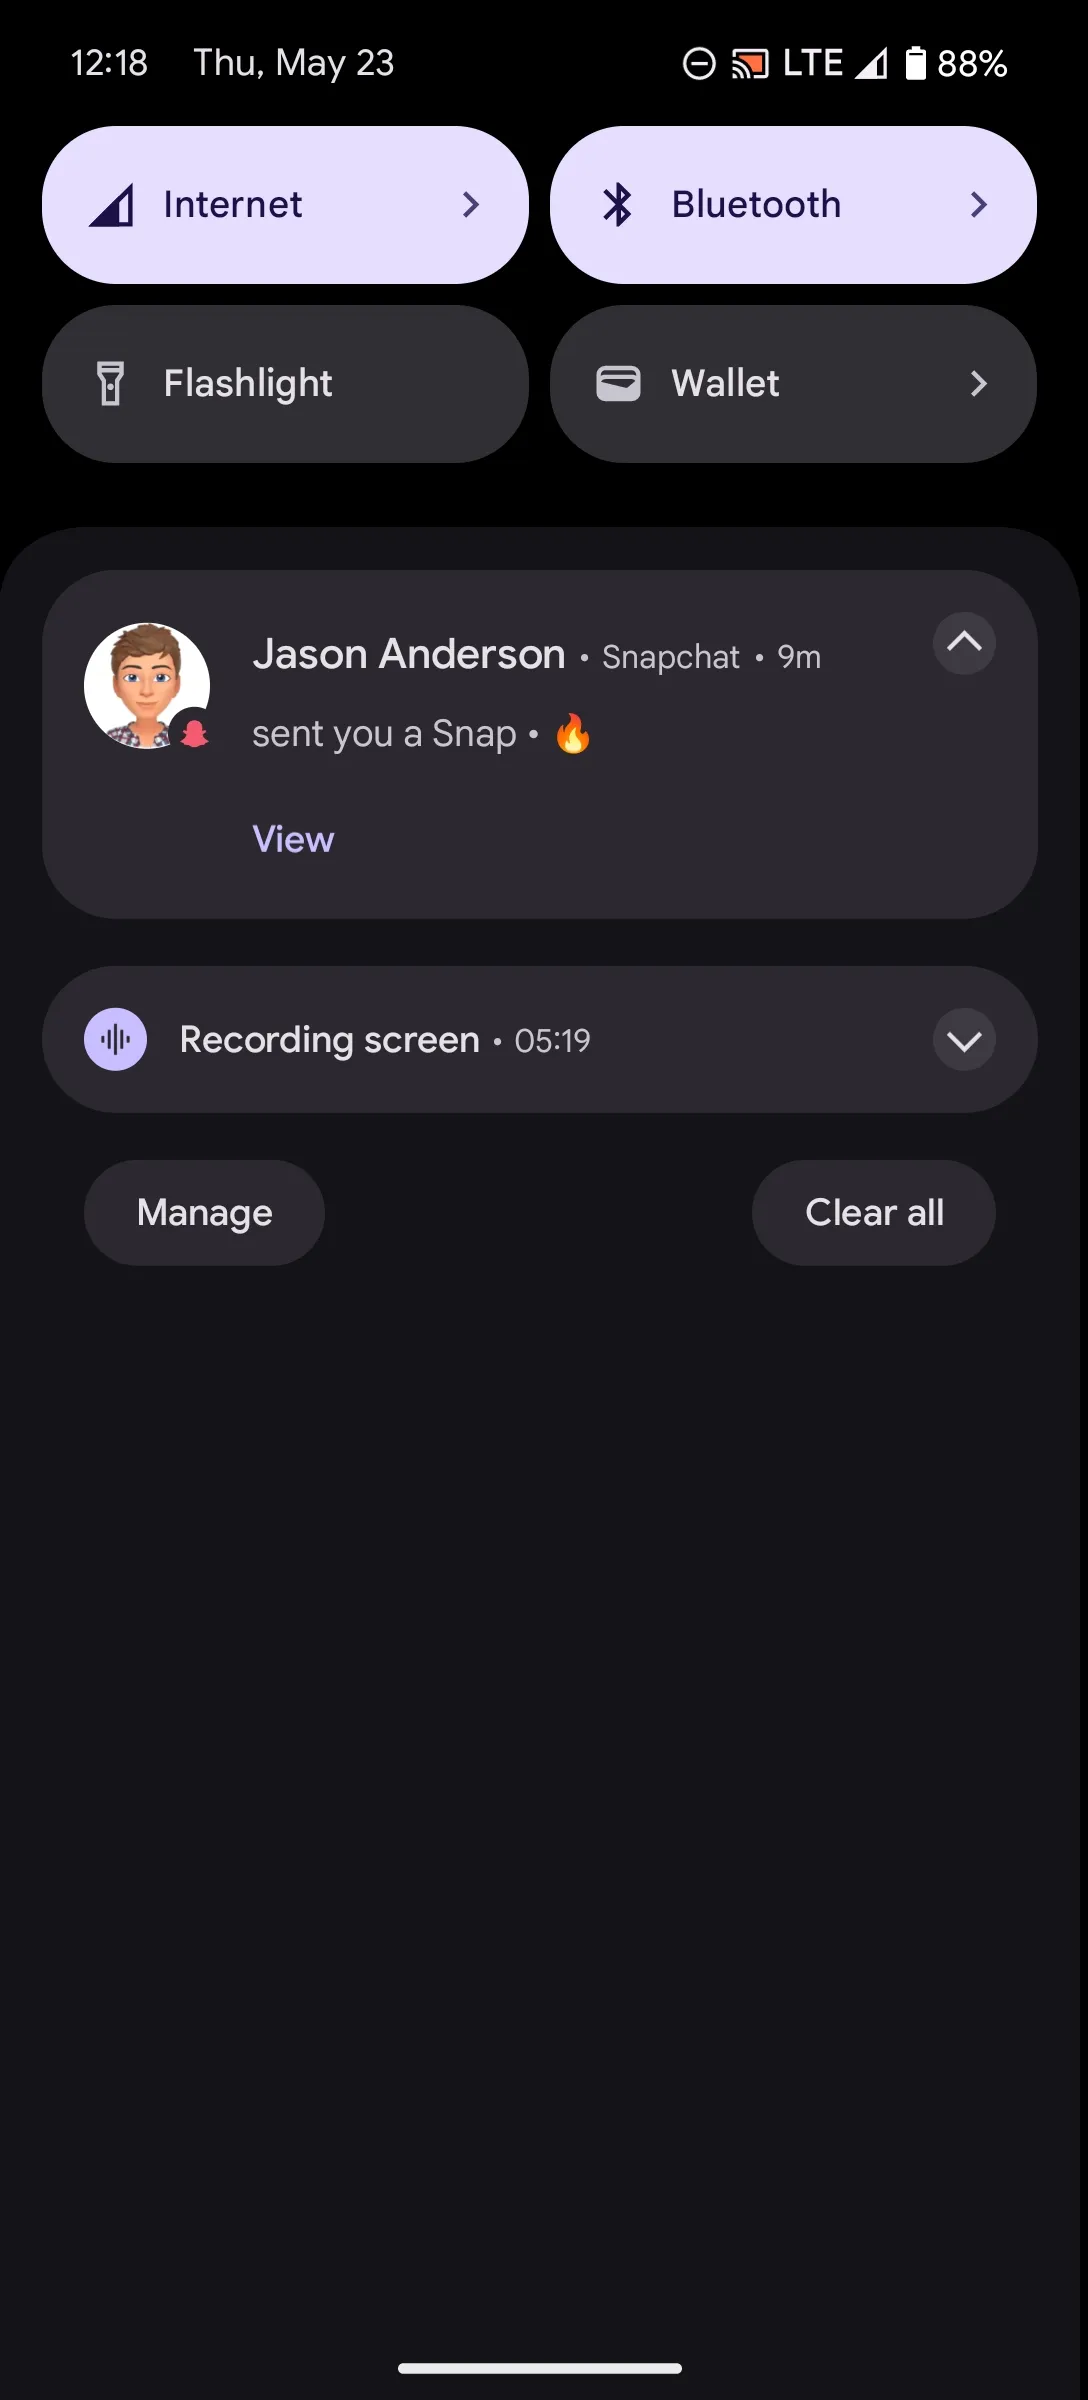 12:18 Thu, May 23 LTE 88%
Internet Bluetooth
Flashlight Wallet
Jason Anderson • Snapchat • 9m
sent you a Snap • 🔥
View
Recording screen • 05:19
Manage Clear all